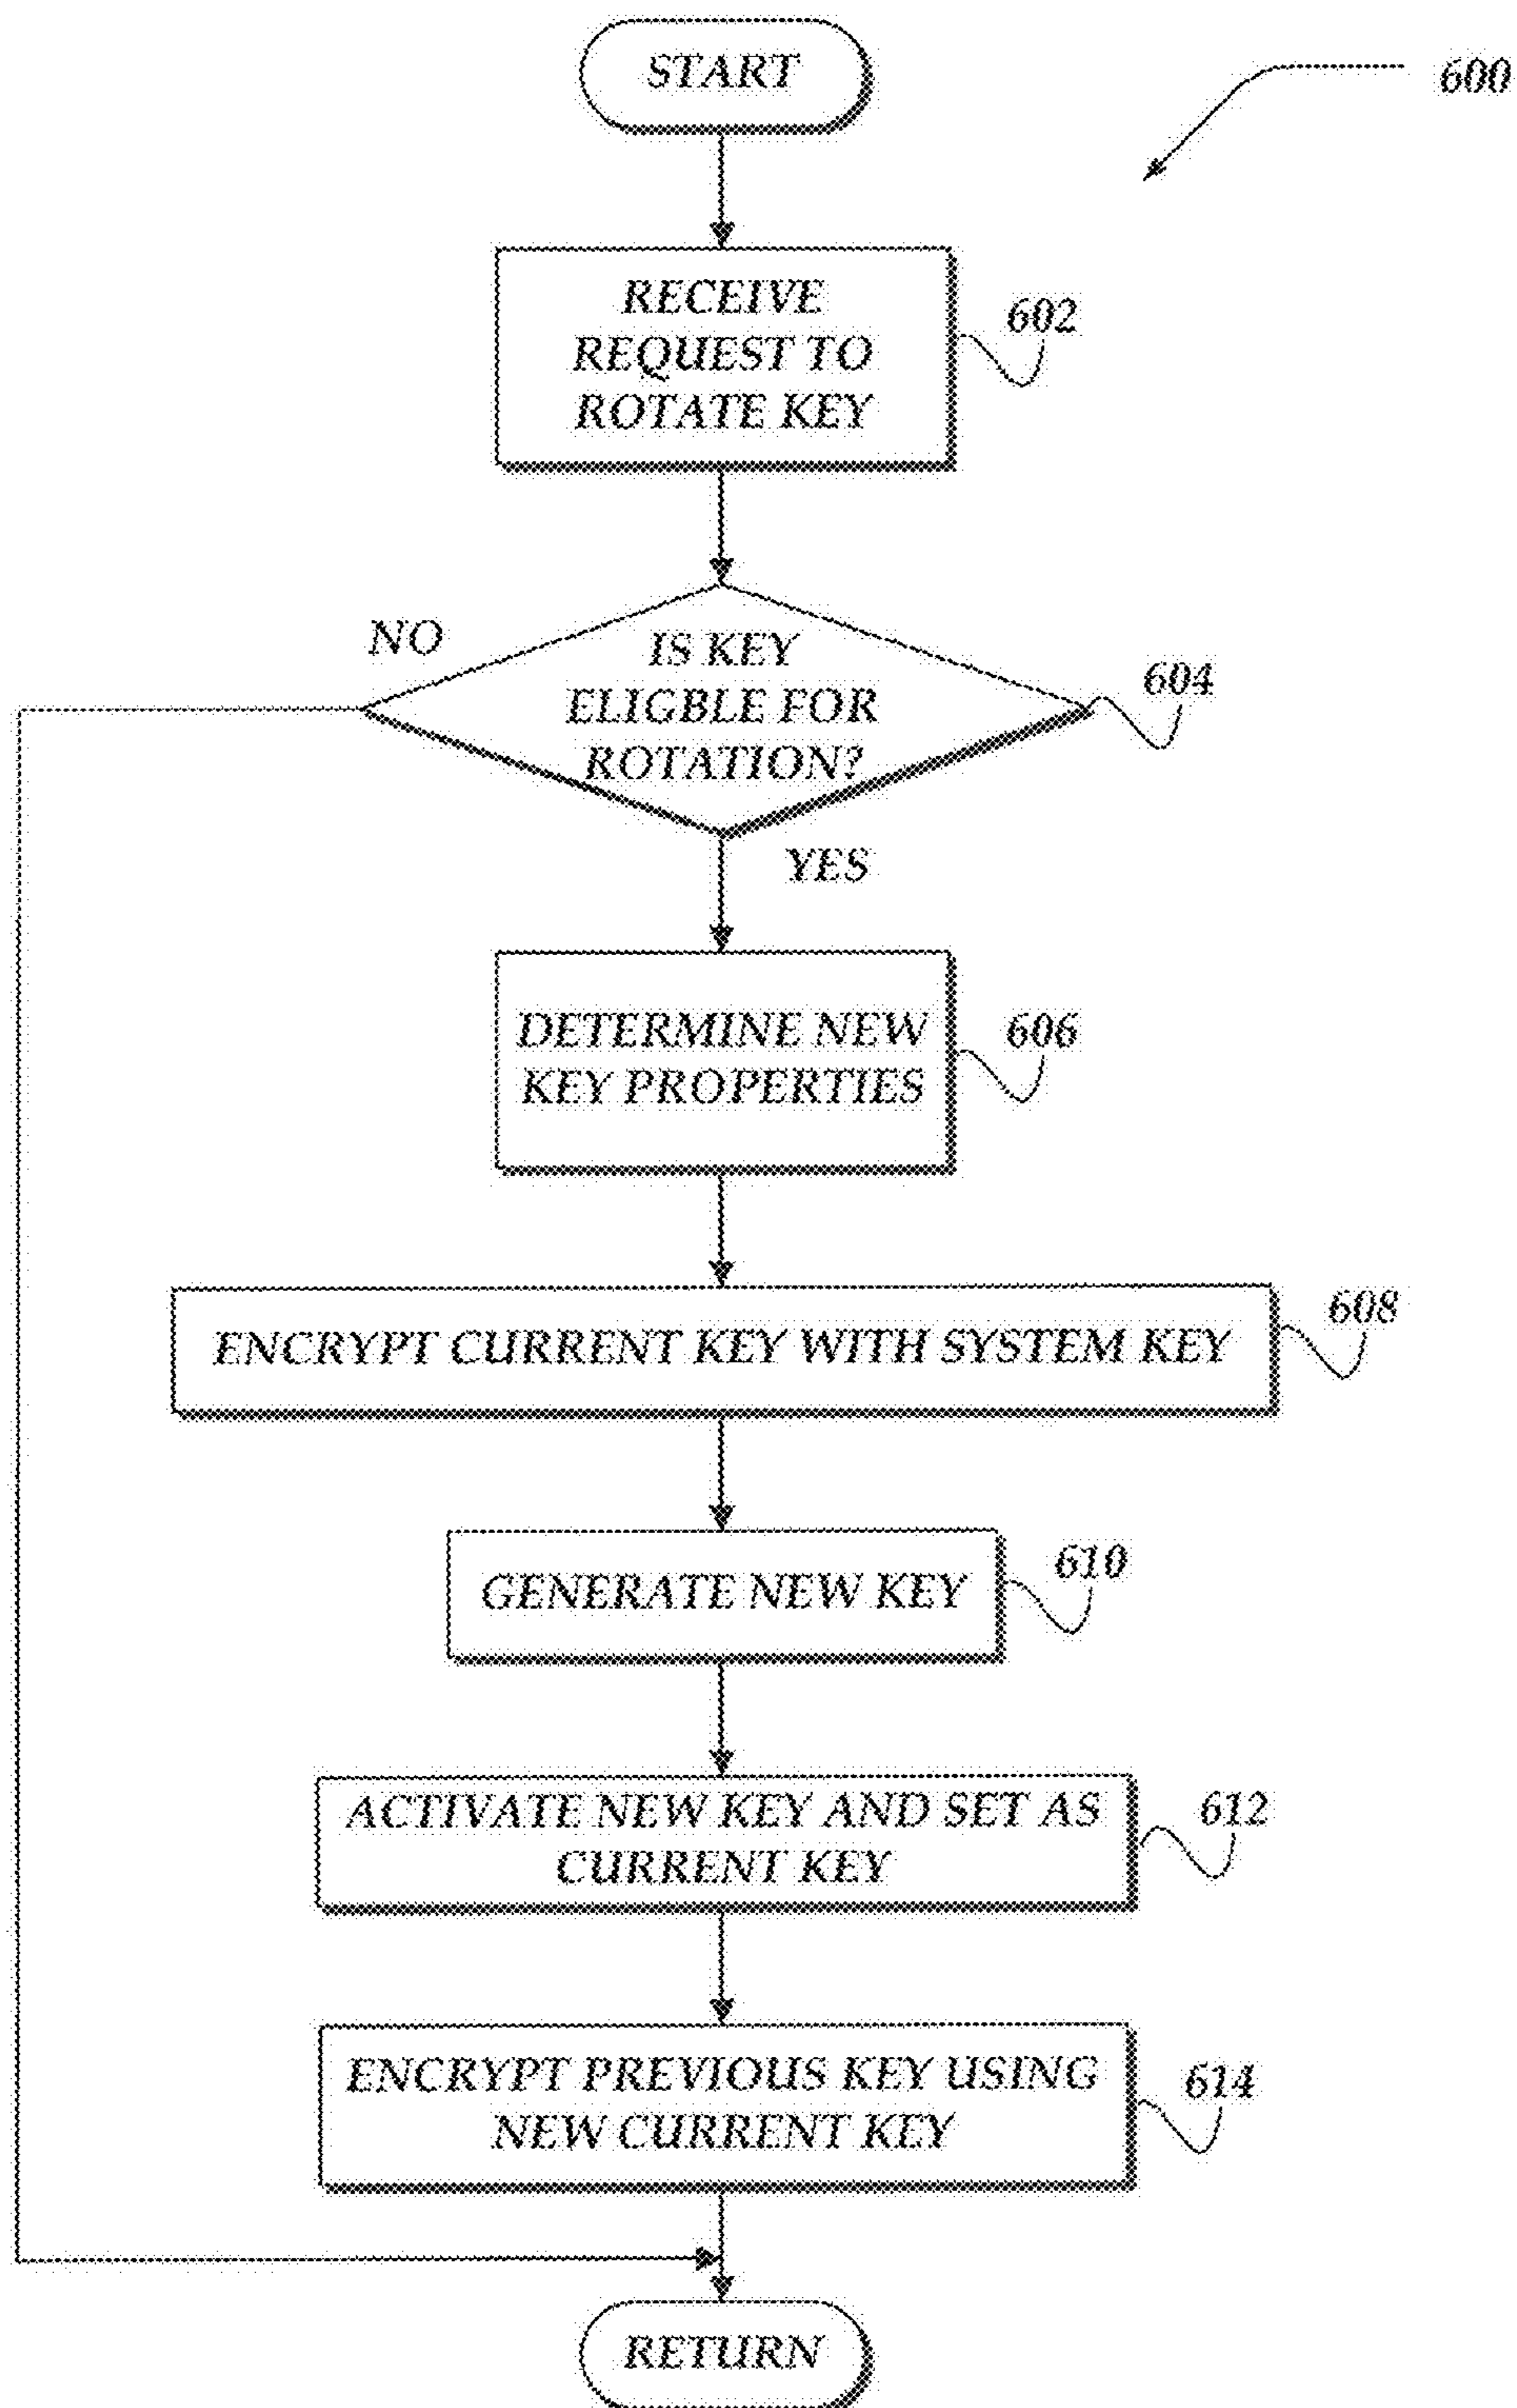 START
600
RECEIVE
REQUEST TO
ROTATE KEY
602
NO
IS KEY
ELIGBLE FOR
ROTATION?
604
YES
DETERMINE NEW
KEY PROPERTIES
606
ENCRYPT CURRENT KEY WITH SYSTEM KEY
608
GENERATE NEW KEY
610
ACTIVATE NEW KEY AND SET AS
CURRENT KEY
612
ENCRYPT PREVIOUS KEY USING
NEW CURRENT KEY
614
RETURN